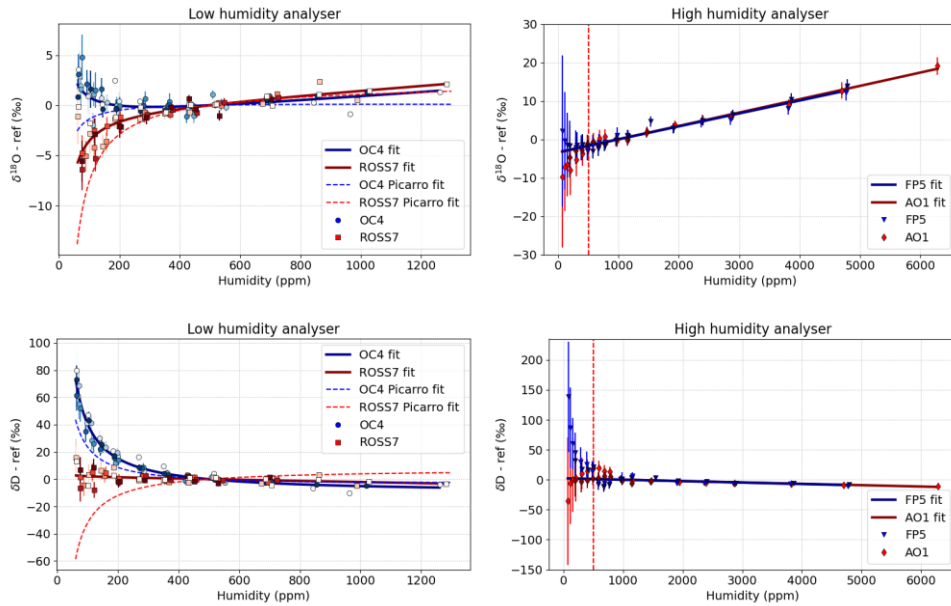 Low humidity analyser
δ18O - ref (‰)
5
0
−5
−10
OC4 fit
ROSS7 fit
OC4 Picarro fit
ROSS7 Picarro fit
OC4
ROSS7
0 200 400 600 800 1000 1200
Humidity (ppm)
High humidity analyser
δ18O - ref (‰)
30
20
10
0
−10
−20
−30
FP5 fit
AO1 fit
FP5
AO1
0 1000 2000 3000 4000 5000 6000
Humidity (ppm)
Low humidity analyser
δD - ref (‰)
100
80
60
40
20
0
−20
−40
−60
OC4 fit
ROSS7 fit
OC4 Picarro fit
ROSS7 Picarro fit
OC4
ROSS7
0 200 400 600 800 1000 1200
Humidity (ppm)
High humidity analyser
δD - ref (‰)
200
150
100
50
0
−50
−100
−150
FP5 fit
AO1 fit
FP5
AO1
0 1000 2000 3000 4000 5000 6000
Humidity (ppm)